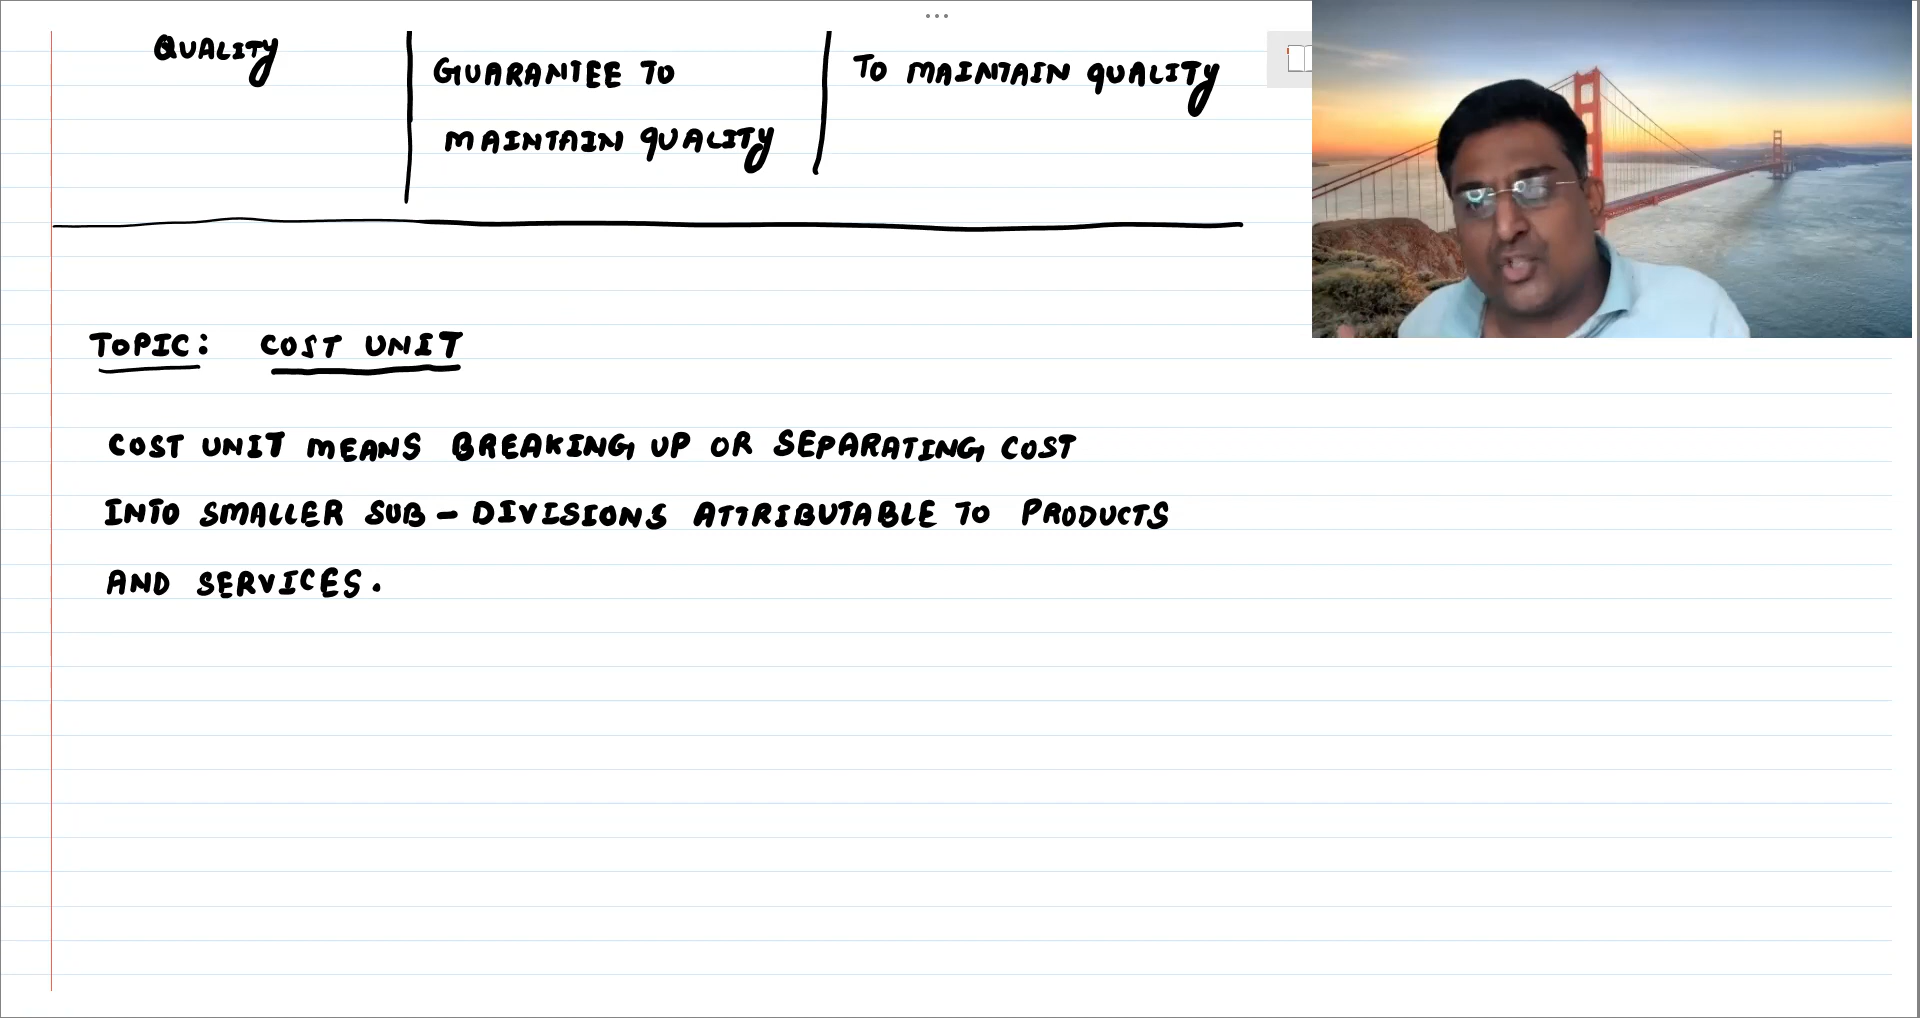 QUALITY
GUARANTEE TO
MAINTAIN QUALITY
TO MAINTAIN QUALITY
TOPIC: COST UNIT
COST UNIT MEANS BREAKING UP OR SEPARATING COST
INTO SMALLER SUB-DIVISIONS ATTRIBUTABLE TO PRODUCTS
AND SERVICES.